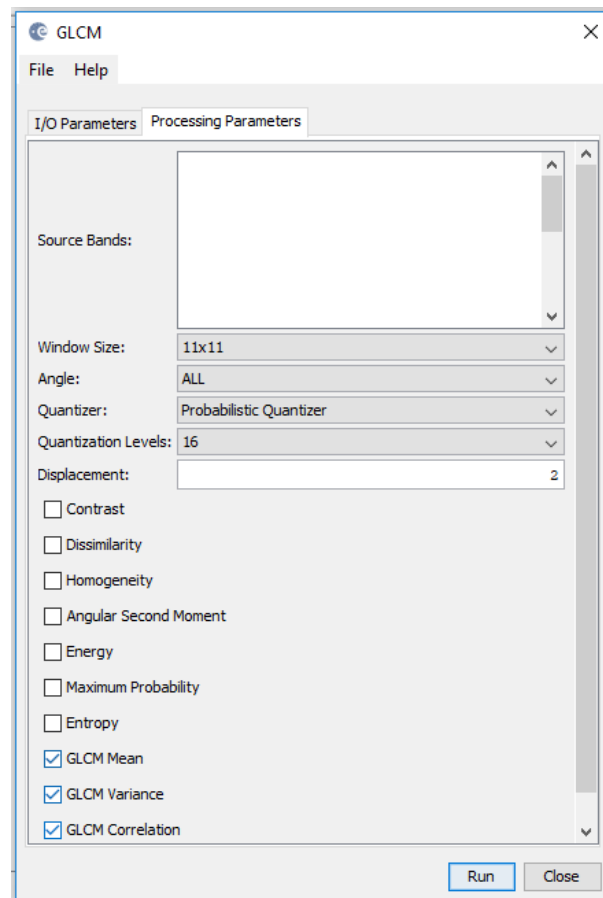 GLCM
File Help
I/O Parameters Processing Parameters
Source Bands:
Window Size: 11x11
Angle: ALL
Quantizer: Probabilistic Quantizer
Quantization Levels: 16
Displacement: 2
Contrast
Dissimilarity
Homogeneity
Angular Second Moment
Energy
Maximum Probability
Entropy
GLCM Mean
GLCM Variance
GLCM Correlation
Run Close